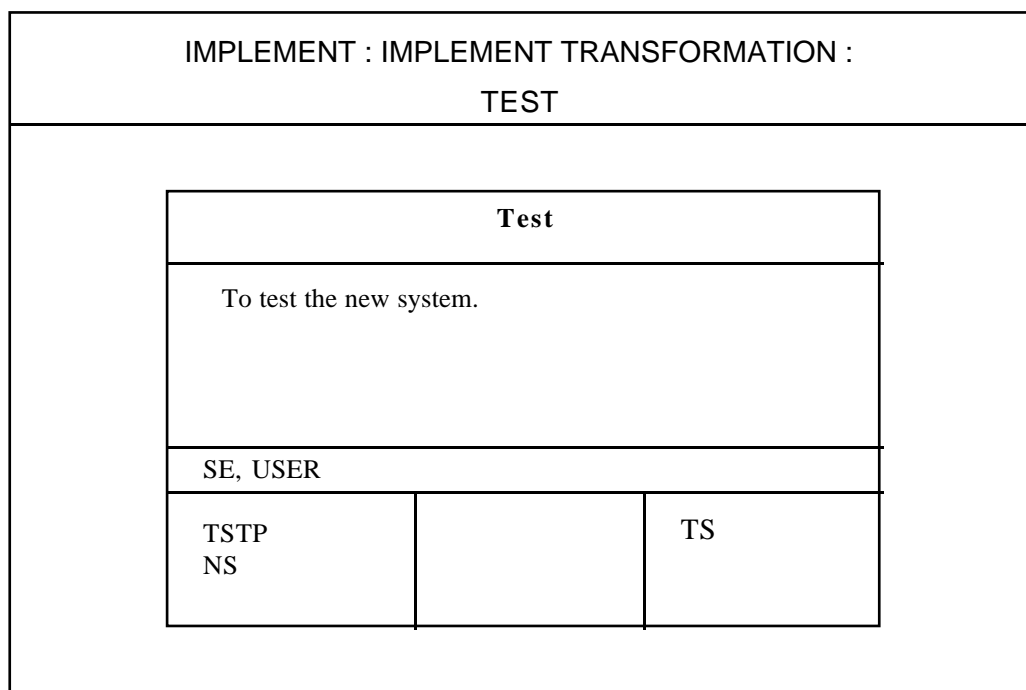 IMPLEMENT : IMPLEMENT TRANSFORMATION :
TEST
Test
To test the new system.
SE, USER
TSTP
NS
TS